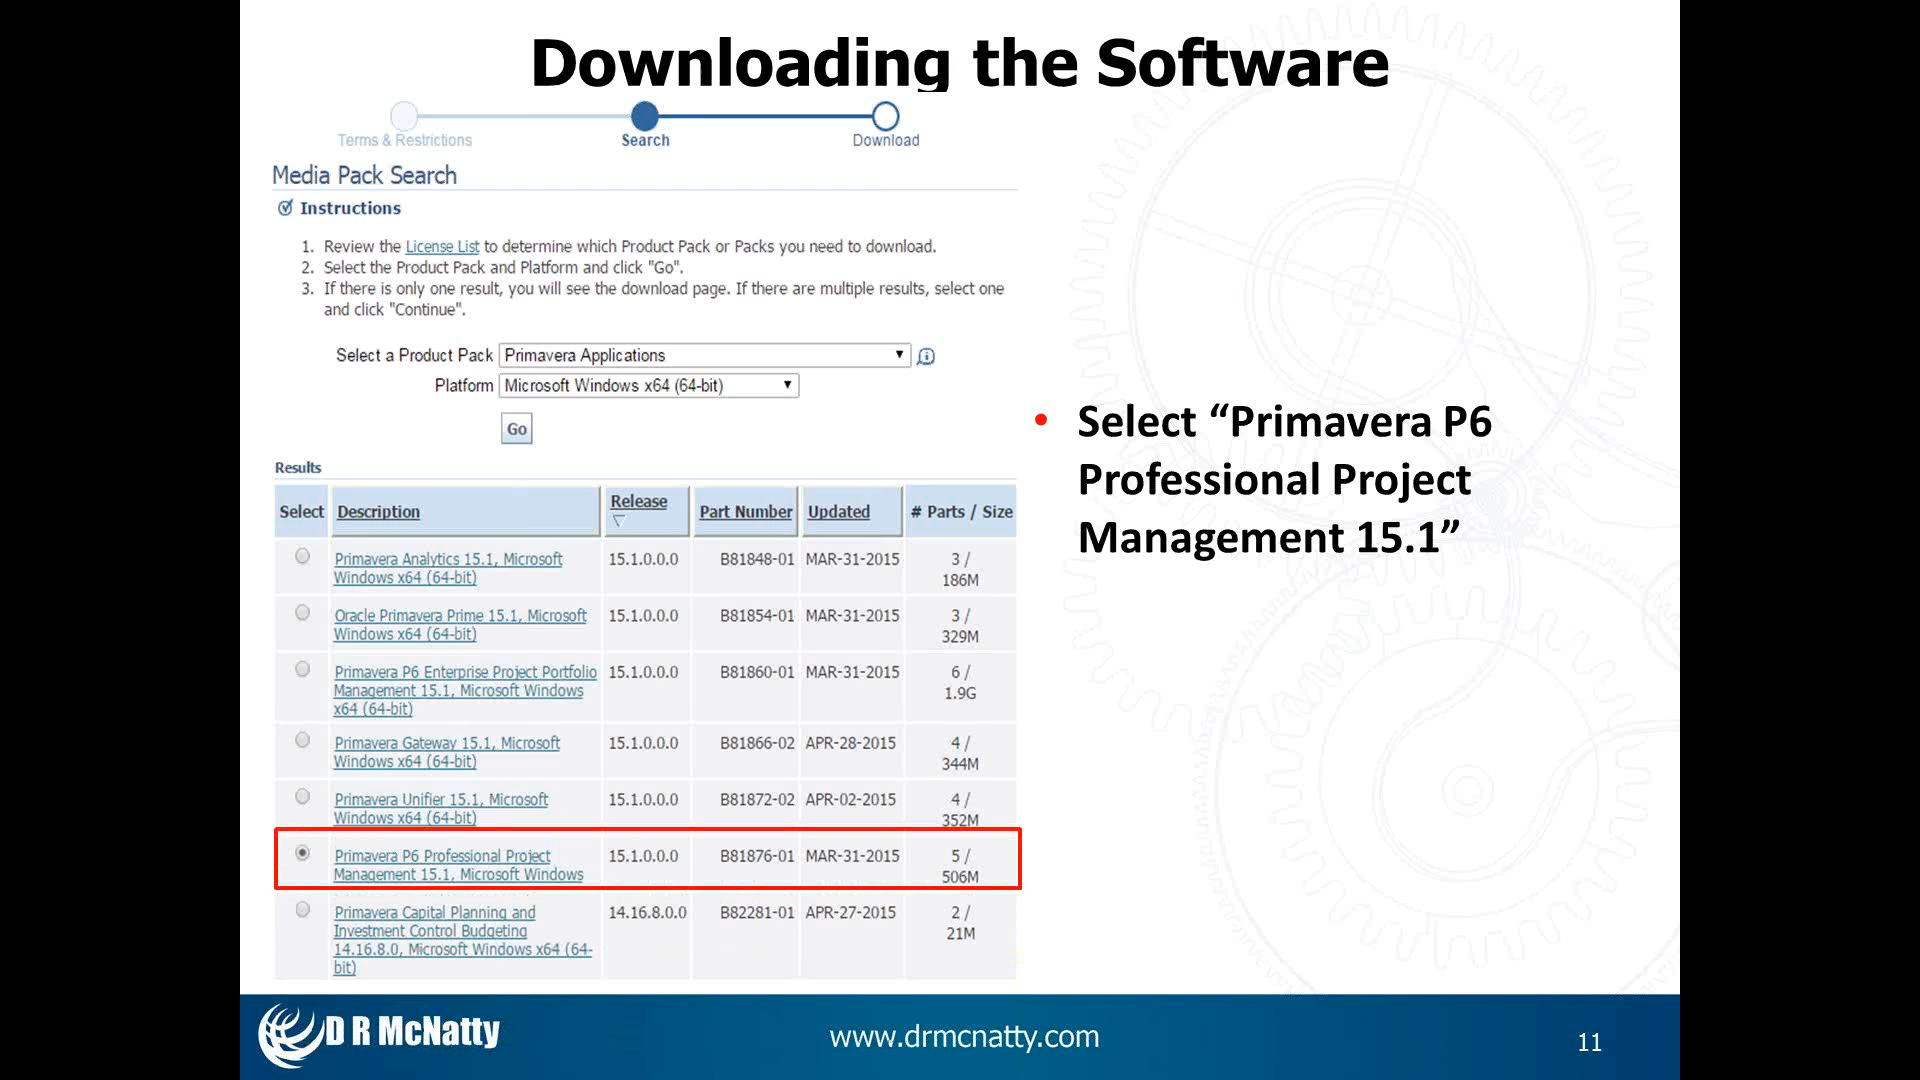 Downloading the Software
Terms & Restrictions
Search
Download
Media Pack Search
Instructions
1. Review the License List to determine which Product Pack or Packs you need to download.
2. Select the Product Pack and Platform and click "Go".
3. If there is only one result, you will see the download page. If there are multiple results, select one
and click "Continue".
Select a Product Pack Primavera Applications
Platform Microsoft Windows x64 (64-bit)
Go
Results
Select Description Release Part Number Updated # Parts / Size
Primavera Analytics 15.1, Microsoft 15.1.0.0.0 B81848-01 MAR-31-2015 3 /
Windows x64 (64-bit) 186M
Oracle Primavera Prime 15.1, Microsoft 15.1.0.0.0 B81854-01 MAR-31-2015 3 /
Windows x64 (64-bit) 329M
Primavera P6 Enterprise Project Portfolio 15.1.0.0.0 B81860-01 MAR-31-2015 6 /
Management 15.1, Microsoft Windows 1.9G
x64 (64-bit)
Primavera Gateway 15.1, Microsoft 15.1.0.0.0 B81866-02 APR-28-2015 4 /
Windows x64 (64-bit) 344M
Primavera Unifier 15.1, Microsoft 15.1.0.0.0 B81872-02 APR-02-2015 4 /
Windows x64 (64-bit) 352M
Primavera P6 Professional Project 15.1.0.0.0 B81876-01 MAR-31-2015 5 /
Management 15.1, Microsoft Windows 506M
Primavera Capital Planning and 14.16.8.0.0 B82281-01 APR-27-2015 2 /
Investment Control Budgeting 21M
14.16.8.0, Microsoft Windows x64 (64-
bit)
• Select “Primavera P6
Professional Project
Management 15.1”
D R McNatty
www.drmcnatty.com
11